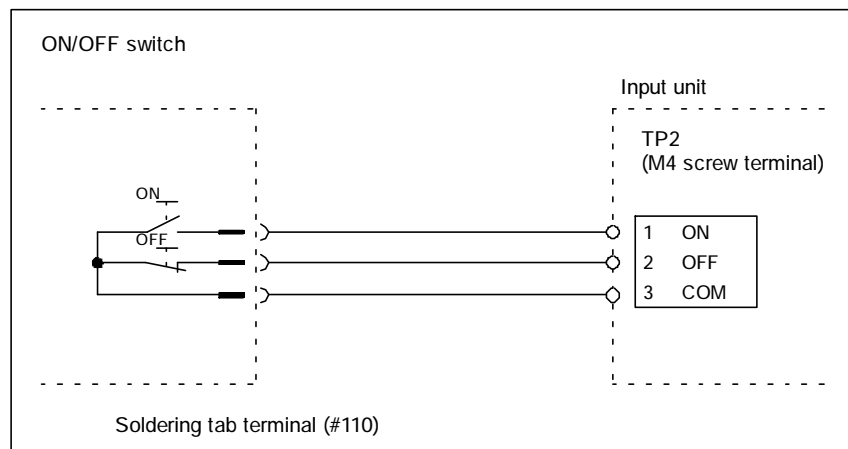 ON/OFF switch
Input unit
TP2
(M4 screw terminal)
ON
OFF
1 ON
2 OFF
3 COM
Soldering tab terminal (#110)